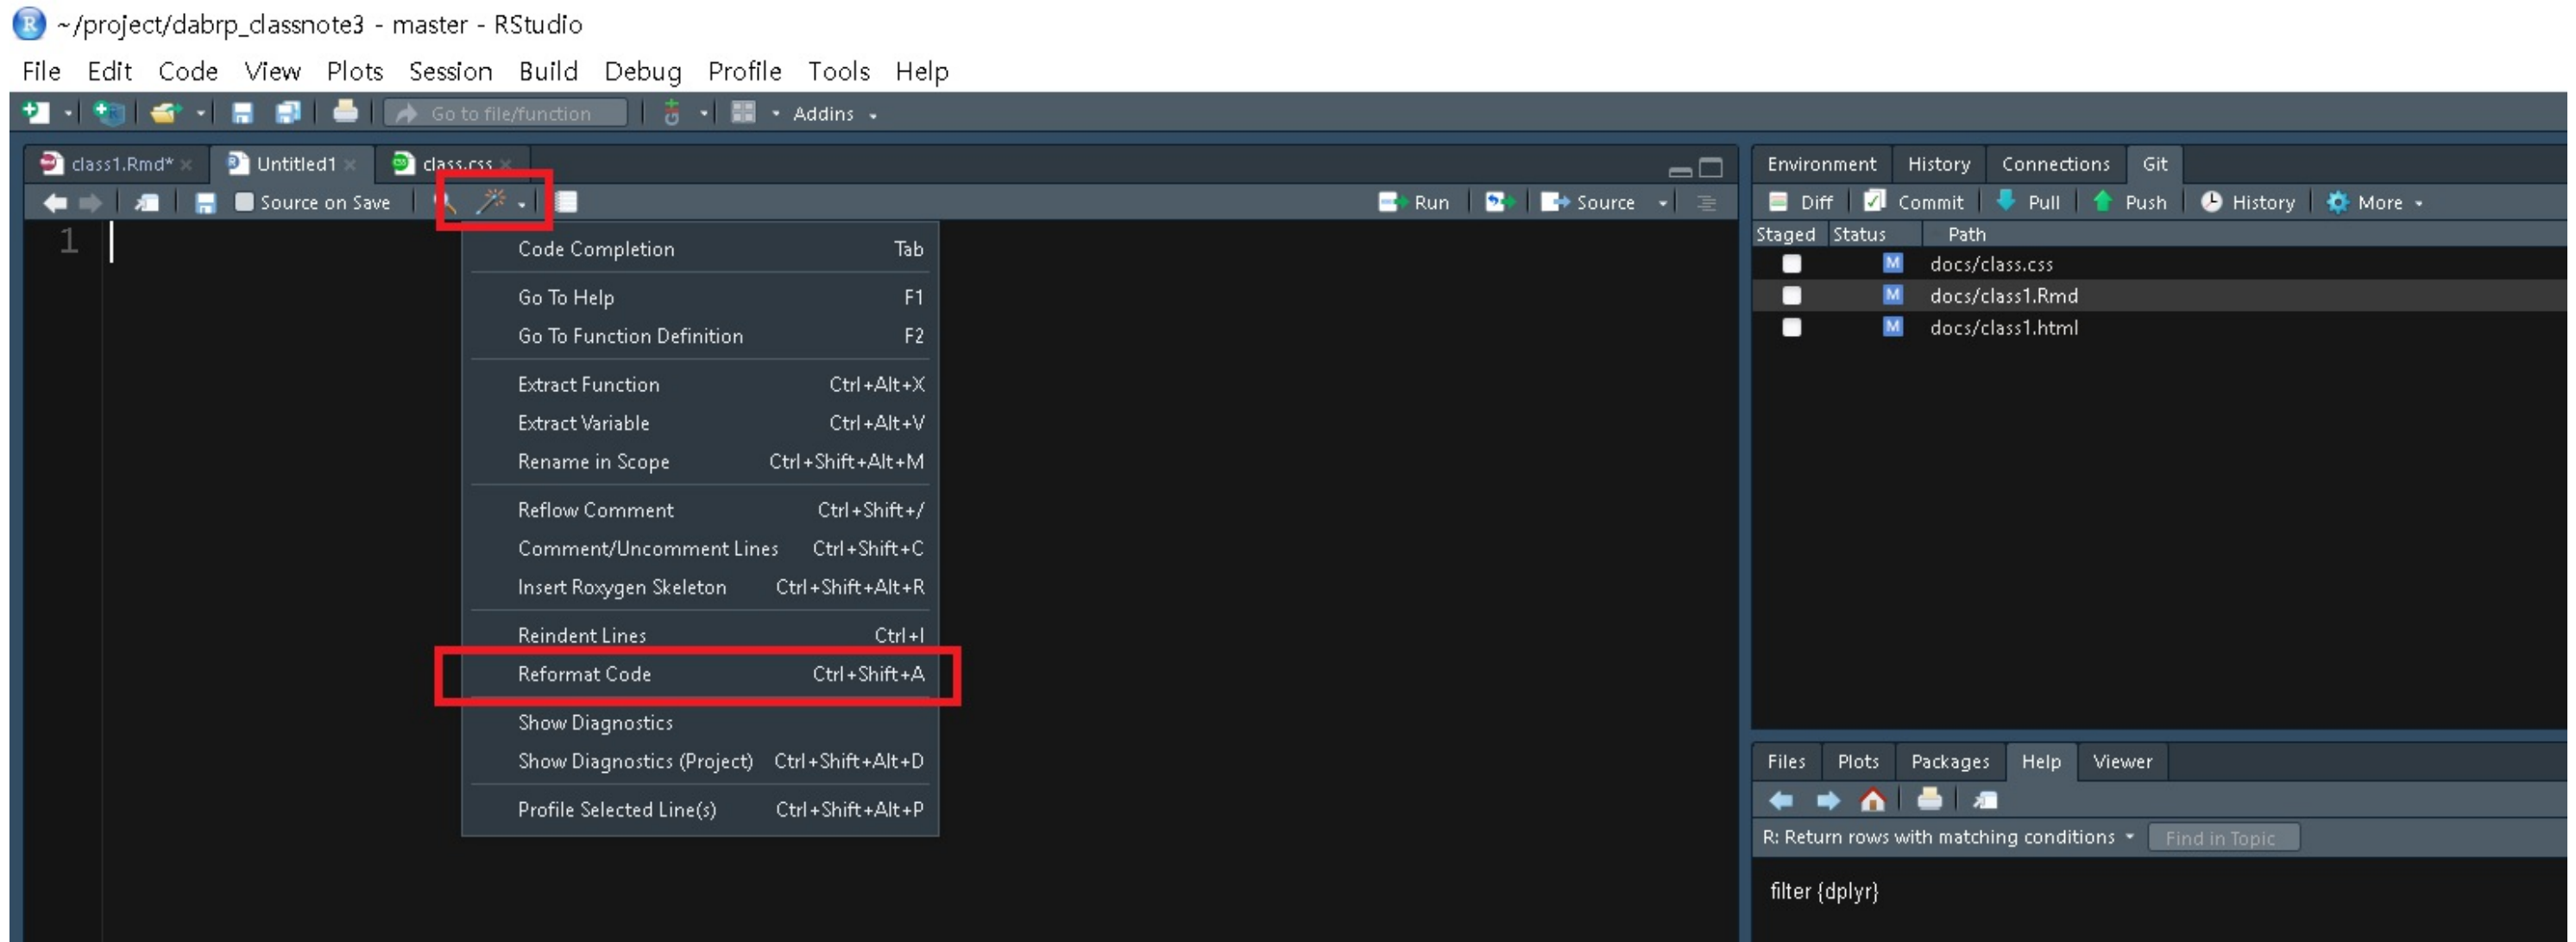 ~/project/dabrp_classnote3 - master - RStudio
File Edit Code View Plots Session Build Debug Profile Tools Help
Go to file/function Addins
class1.Rmd* Untitled1 class.css
Source on Save Run Source
1
Code Completion Tab
Go To Help F1
Go To Function Definition F2
Extract Function Ctrl+Alt+X
Extract Variable Ctrl+Alt+V
Rename in Scope Ctrl+Shift+Alt+M
Reflow Comment Ctrl+Shift+/
Comment/Uncomment Lines Ctrl+Shift+C
Insert Roxygen Skeleton Ctrl+Shift+Alt+R
Reindent Lines Ctrl+I
Reformat Code Ctrl+Shift+A
Show Diagnostics
Show Diagnostics (Project) Ctrl+Shift+Alt+D
Profile Selected Line(s) Ctrl+Shift+Alt+P
Environment History Connections Git
Diff Commit Pull Push History More
Staged Status Path
M docs/class.css
M docs/class1.Rmd
M docs/class1.html
Files Plots Packages Help Viewer
R: Return rows with matching conditions Find in Topic
filter {dplyr}